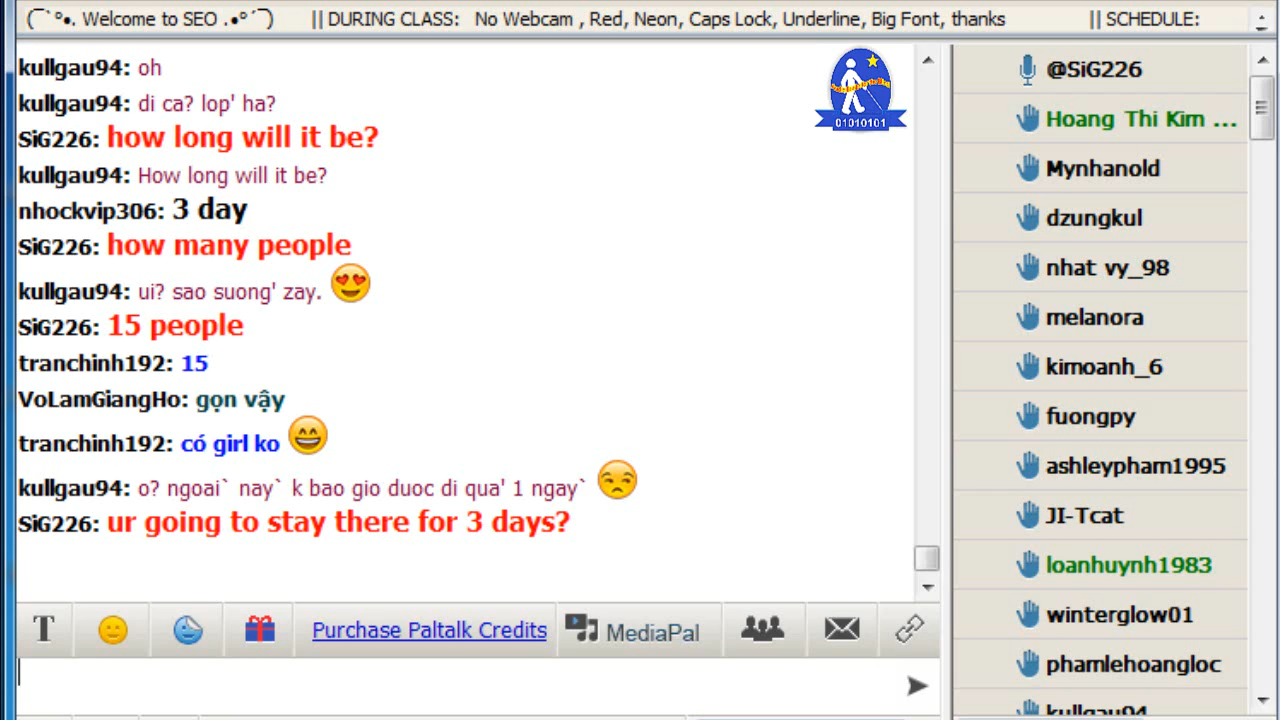 (¯`°•. Welcome to SEO .•°´¯) || DURING CLASS: No Webcam , Red, Neon, Caps Lock, Underline, Big Font, thanks || SCHEDULE:
kullgau94: oh
kullgau94: di ca? lop' ha?
SiG226: how long will it be?
kullgau94: How long will it be?
nhockvip306: 3 day
SiG226: how many people
kullgau94: ui? sao suong' zay.
SiG226: 15 people
tranchinh192: 15
VoLamGiangHo: gọn vậy
tranchinh192: có girl ko
kullgau94: o? ngoai` nay` k bao gio duoc di qua' 1 ngay`
SiG226: ur going to stay there for 3 days?
01010101
@SiG226
Hoang Thi Kim ...
Mynhanold
dzungkul
nhat vy_98
melanora
kimoanh_6
fuongpy
ashleypham1995
JI-Tcat
loanhuynh1983
winterglow01
phamlehoangloc
kullgau94
T Purchase Paltalk Credits MediaPal